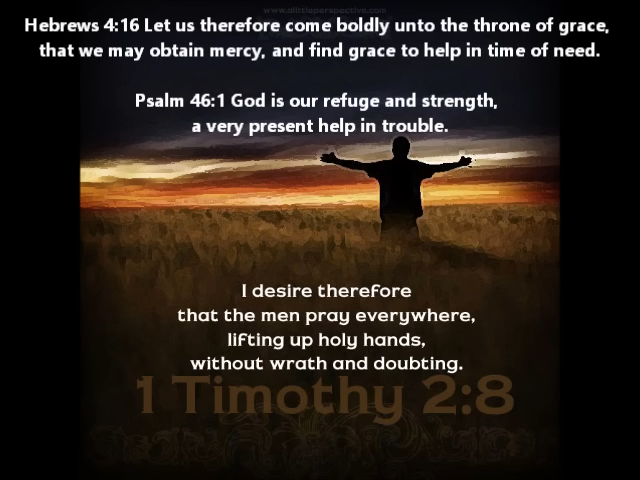 www.alittleperspective.com
Hebrews 4:16 Let us therefore come boldly unto the throne of grace,
that we may obtain mercy, and find grace to help in time of need.
Psalm 46:1 God is our refuge and strength,
a very present help in trouble.
I desire therefore
that the men pray everywhere,
lifting up holy hands,
without wrath and doubting.
1 Timothy 2:8